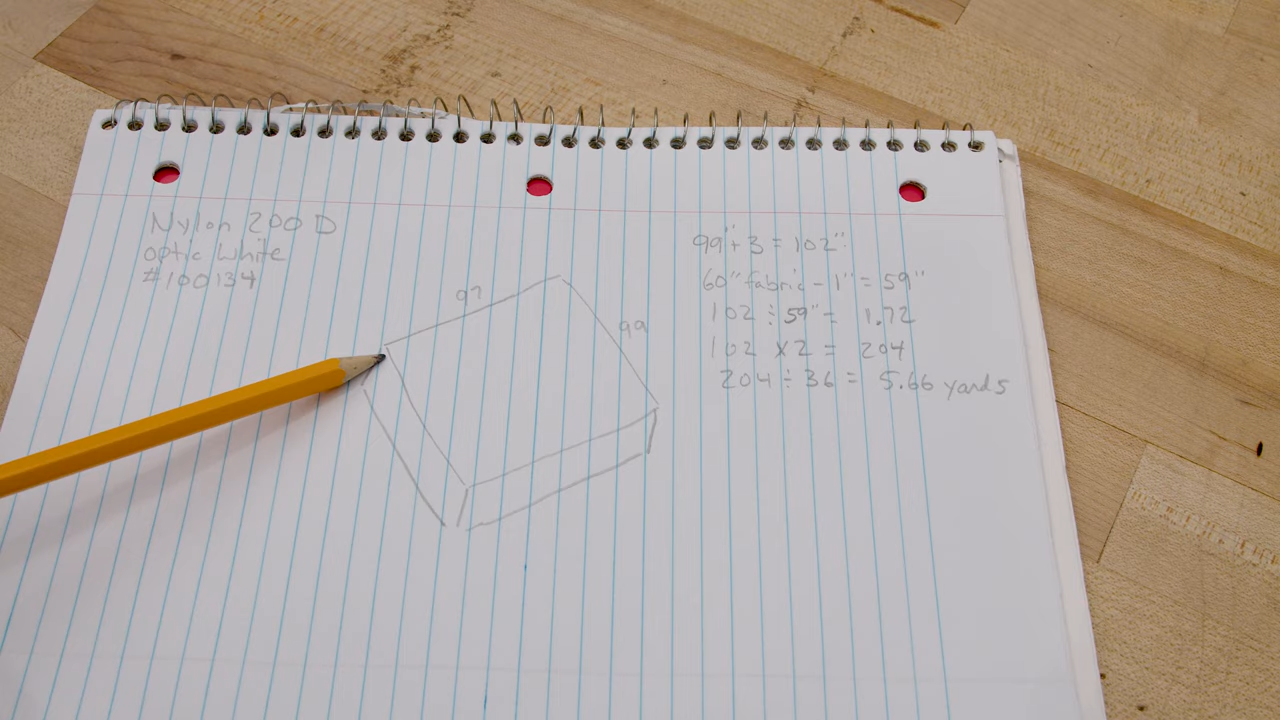 Nylon 200 D
optic white
#100134
97
99
99"+3 = 102"
60" fabric - 1" = 59"
102 ÷ 59" = 1.72
102 x 2 = 204
204 ÷ 36 = 5.66 yards